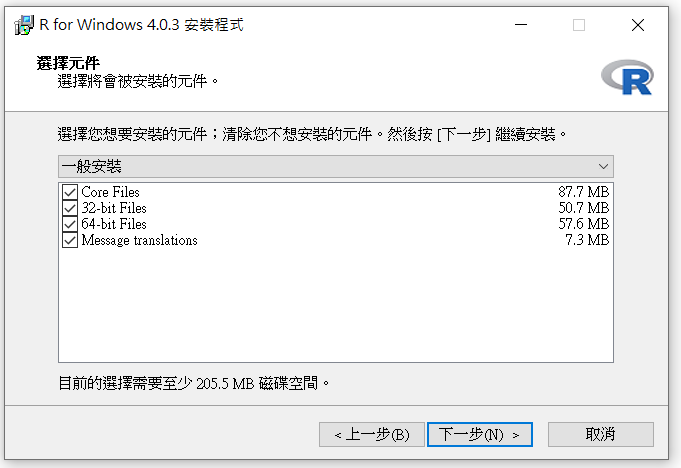 R for Windows 4.0.3 安裝程式
選擇元件
選擇將會被安裝的元件。
R
選擇您想要安裝的元件；清除您不想安裝的元件。然後按 [下一步] 繼續安裝。
一般安裝
Core Files 87.7 MB
32-bit Files 50.7 MB
64-bit Files 57.6 MB
Message translations 7.3 MB
目前的選擇需要至少 205.5 MB 磁碟空間。
< 上一步(B) 下一步(N) > 取消